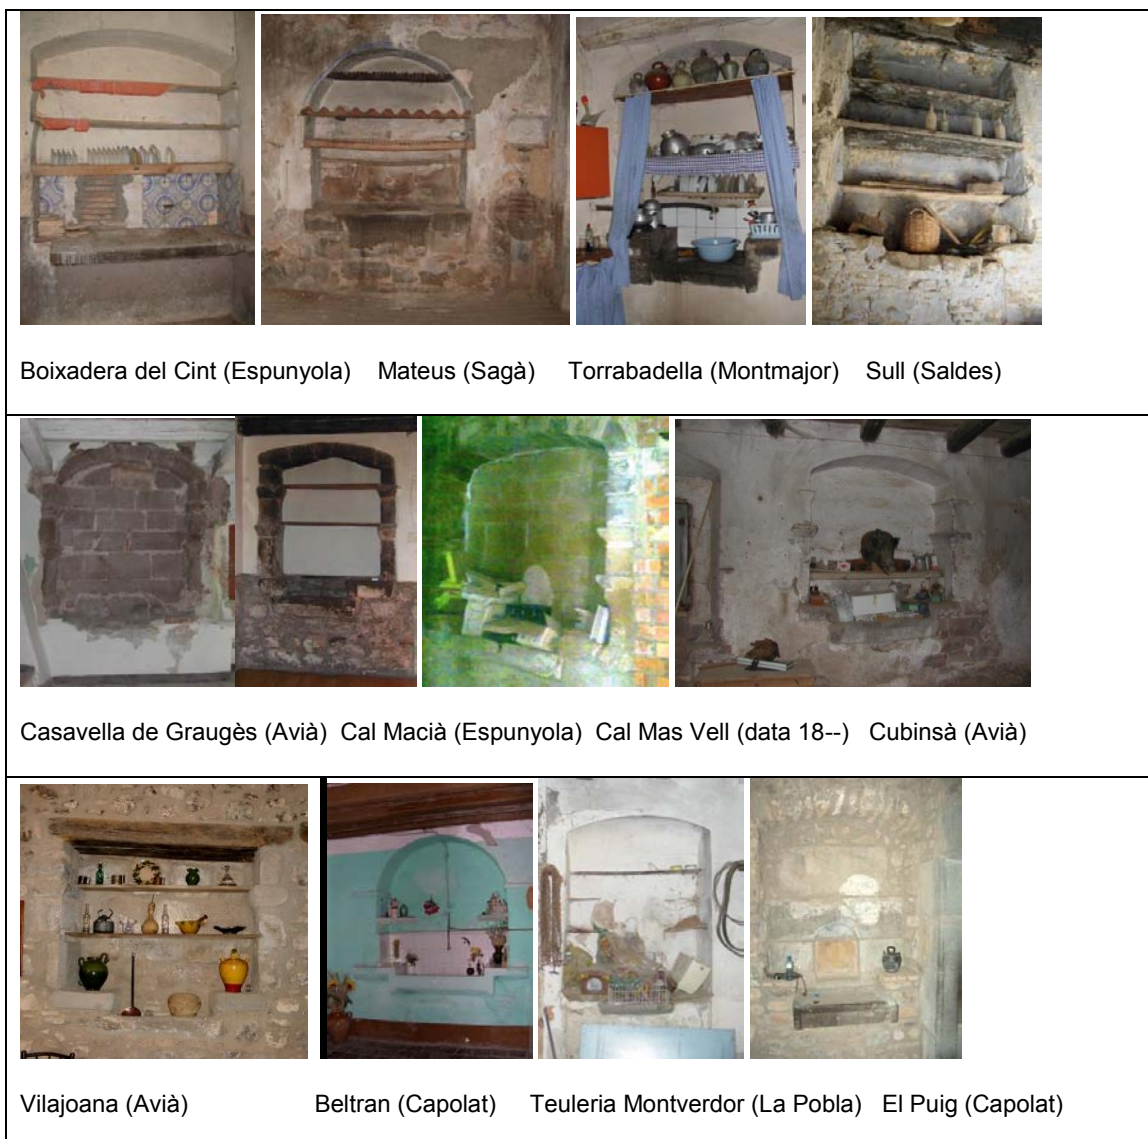 Boixadera del Cint (Espunyola) Mateus (Sagà) Torrabadella (Montmajor) Sull (Saldes)
Casavella de Graugès (Avià) Cal Macià (Espunyola) Cal Mas Vell (data 18--) Cubinsà (Avià)
Vilajoana (Avià) Beltran (Capolat) Teuleria Montverdor (La Pobla) El Puig (Capolat)